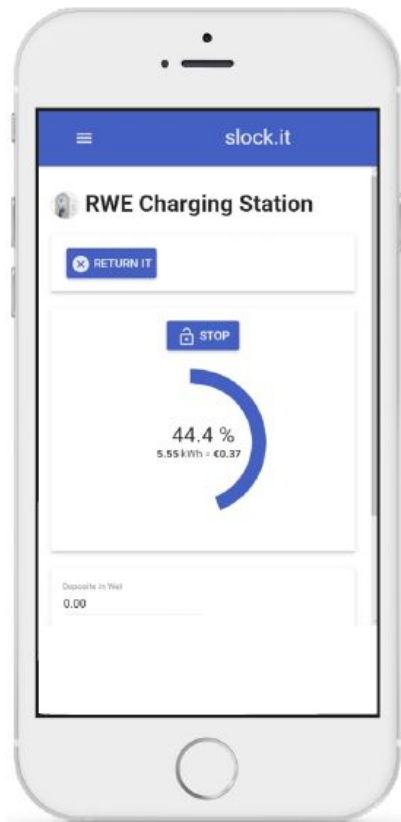 slock.it
RWE Charging Station
RETURN IT
STOP
44.4 %
5.55 kWh = €0.37
Deposite in Wei
0.00